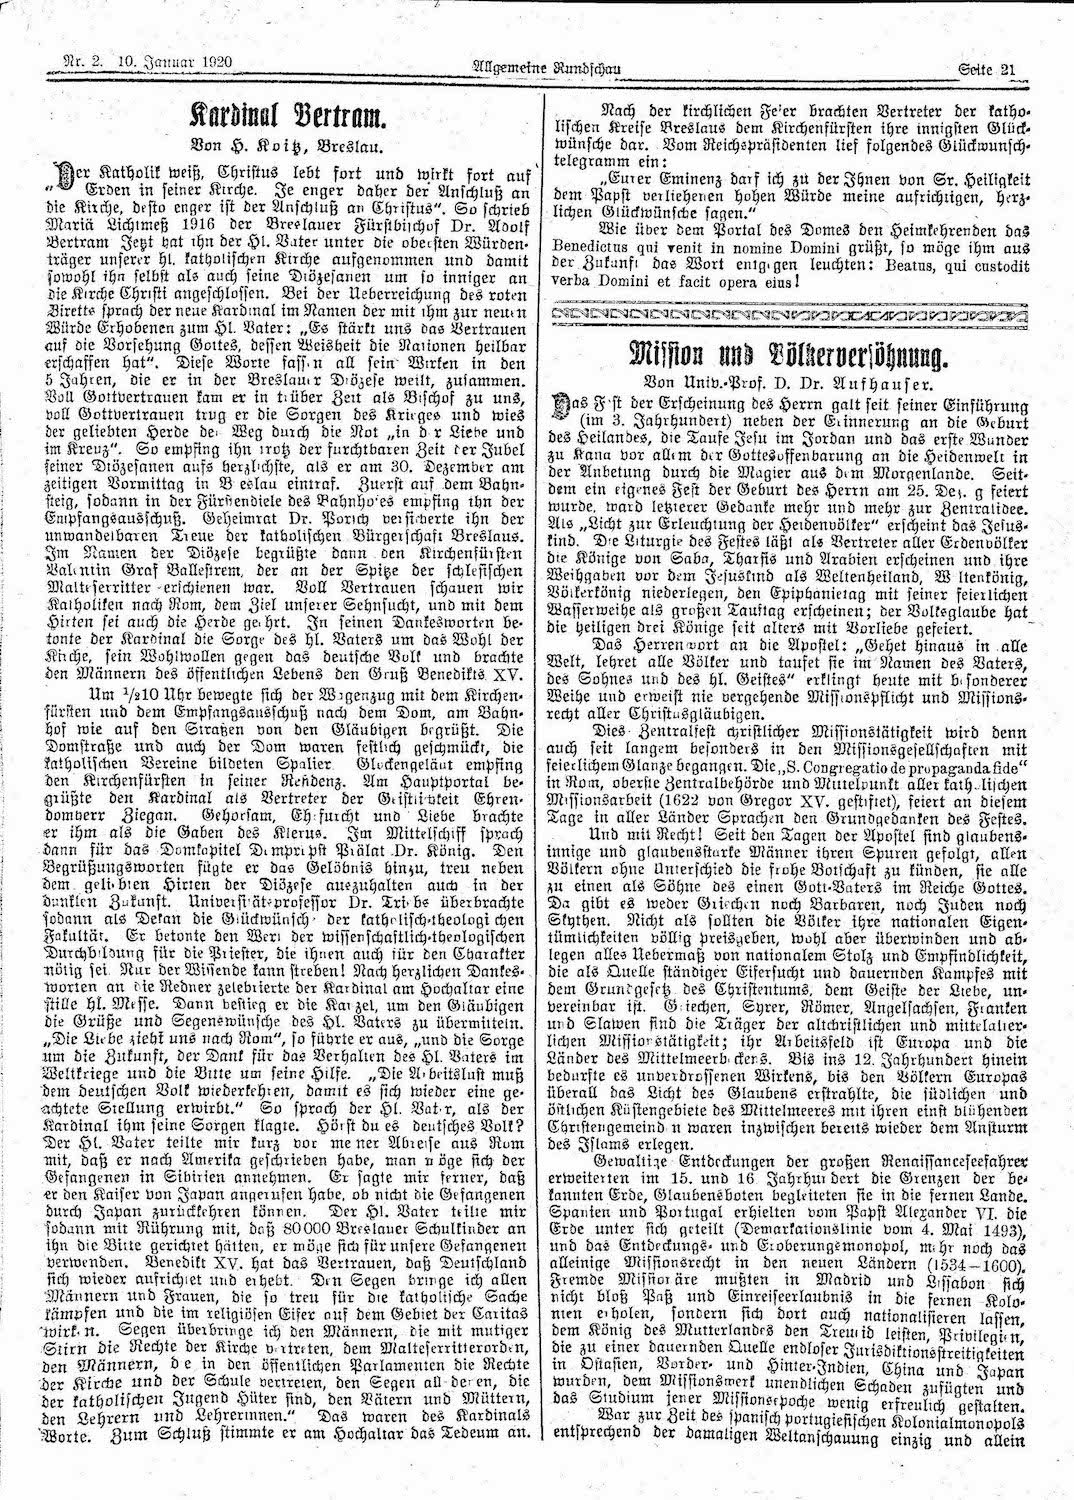 Nr. 2. 10. Januar 1920
Allgemeine Rundschau
Seite 21
Kardinal Bertram.
Von H. Koitz, Breslau.
„Der Katholik weiß, Christus lebt fort und wirkt fort auf
Erden in seiner Kirche. Je enger daher der Anschluß an
die Kirche, desto enger ist der Anschluß an Christus“. So schrieb
Mariä Lichtmeß 1916 der Breslauer Fürstbischof Dr. Adolf
Bertram Jetzt hat ihn der Hl. Vater unter die obersten Würden-
träger unserer hl. katholischen Kirche aufgenommen und damit
sowohl ihn selbst als auch seine Diözesanen um so inniger an
die Kirche Christi angeschlossen. Bei der Ueberreichung des roten
Biretts sprach der neue Kardinal im Namen der mit ihm zur neuen
Würde Erhobenen zum Hl. Vater: „Es stärkt uns das Vertrauen
auf die Vorsehung Gottes, dessen Weisheit die Nationen heilbar
erschaffen hat“. Diese Worte fassen all sein Wirken in den
5 Jahren, die er in der Breslauer Diözese weilt, zusammen.
Voll Gottvertrauen kam er in trüber Zeit als Bischof zu uns,
voll Gottvertrauen trug er die Sorgen des Krieges und wies
der geliebten Herde den Weg durch die Not „in der Liebe und
im Kreuz“. So empfing ihn trotz der furchtbaren Zeit der Jubel
seiner Diözesanen aufs herzlichste, als er am 30. Dezember am
zeitigen Vormittag in Breslau eintraf. Zuerst auf dem Bahn-
steig, sodann in der Fürstendiele des Bahnhofes empfing ihn der
Empfangsausschuß. Geheimrat Dr. Porsch versicherte ihn der
unwandelbaren Treue der katholischen Bürgerschaft Breslaus.
Im Namen der Diözese begrüßte dann den Kirchenfürsten
Valentin Graf Ballestrem, der an der Spitze der schlesischen
Malteserritter erschienen war. Voll Vertrauen schauen wir
Katholiken nach Rom, dem Ziel unserer Sehnsucht, und mit dem
Hirten sei auch die Herde geehrt. In seinen Dankesworten be-
tonte der Kardinal die Sorge des hl. Vaters um das Wohl der
Kirche, sein Wohlwollen gegen das deutsche Volk und brachte
den Männern des öffentlichen Lebens den Gruß Benedikts XV.
Um ½10 Uhr bewegte sich der Wagenzug mit dem Kirchen-
fürsten und dem Empfangsausschuß nach dem Dom, am Bahn-
hof wie auf den Straßen von den Gläubigen begrüßt. Die
Domstraße und auch der Dom waren festlich geschmückt, die
katholischen Vereine bildeten Spalier Glockengeläut empfing
den Kirchenfürsten in seiner Residenz. Am Hauptportal be-
grüßte den Kardinal als Vertreter der Geistlichkeit Ehren-
domherr Ziegan. Gehorsam, Ehrfurcht und Liebe brachte
er ihm als die Gaben des Klerus. Im Mittelschiff sprach
dann für das Domkapitel Dompropst Prälat Dr. König. Den
Begrüßungsworten fügte er das Gelöbnis hinzu, treu neben
dem geliebten Hirten der Diözese auszuhalten auch in der
dunklen Zukunft. Universitätsprofessor Dr. Triebs überbrachte
sodann als Dekan die Glückwünsche der katholisch-theologischen
Fakultät. Er betonte den Wert der wissenschaftlich-theologischen
Durchbildung für die Priester, die ihnen auch für den Charakter
nötig sei. Nur der Wissende kann streben! Nach herzlichen Dankes-
worten an die Redner zelebrierte der Kardinal am Hochaltar eine
stille hl. Messe. Dann bestieg er die Kanzel, um den Gläubigen
die Grüße und Segenswünsche des Hl. Vaters zu übermitteln.
„Die Liebe zieht uns nach Rom“, so führte er aus, „und die Sorge
um die Zukunft, der Dank für das Verhalten des Hl. Vaters im
Weltkriege und die Bitte um seine Hilfe. „Die Arbeitslust muß
dem deutschen Volk wiederkehren, damit es sich wieder eine ge-
achtete Stellung erwirbt.“ So sprach der Hl. Vater, als der
Kardinal ihm seine Sorgen klagte. Hörst du es deutsches Volk?
Der Hl. Vater teilte mir kurz vor meiner Abreise aus Rom
mit, daß er nach Amerika geschrieben habe, man möge sich der
Gefangenen in Sibirien annehmen. Er sagte mir ferner, daß
er den Kaiser von Japan angerufen habe, ob nicht die Gefangenen
durch Japan zurückkehren können. Der Hl. Vater teilte mir
sodann mit Rührung mit, daß 80000 Breslauer Schulkinder an
ihn die Bitte gerichtet hätten, er möge sich für unsere Gefangenen
verwenden. Benedikt XV. hat das Vertrauen, daß Deutschland
sich wieder aufrichtet und erhebt. Den Segen bringe ich allen
Männern und Frauen, die so treu für die katholische Sache
kämpfen und die im religiösen Eifer auf dem Gebiet der Caritas
wirken. Segen überbringe ich den Männern, die mit mutiger
Stirn die Rechte der Kirche vertreten, dem Malteserritterorden,
den Männern, die in den öffentlichen Parlamenten die Rechte
der Kirche und der Schule vertreten, den Segen all denen, die
der katholischen Jugend Hüter sind, den Vätern und Müttern,
den Lehrern und Lehrerinnen.“ Das waren des Kardinals
Worte. Zum Schluß stimmte er am Hochaltar das Tedeum an.
Nach der kirchlichen Feier brachten Vertreter der katho-
lischen Kreise Breslaus dem Kirchenfürsten ihre innigsten Glück-
wünsche dar. Vom Reichspräsidenten lief folgendes Glückwunsch-
telegramm ein:
„Eurer Eminenz darf ich zu der Ihnen von Sr. Heiligkeit
dem Papst verliehenen hohen Würde meine aufrichtigen, herz-
lichen Glückwünsche sagen.“
Wie über dem Portal des Domes den Heimkehrenden das
Benedictus qui venit in nomine Domini grüßt, so möge ihm aus
der Zukunft das Wort entgegen leuchten: Beatus, qui custodit
verba Domini et facit opera eius!
Mission und Völkerversöhnung.
Von Univ.-Prof. D. Dr. Aufhauser.
Das Fest der Erscheinung des Herrn galt seit seiner Einführung
(im 3. Jahrhundert) neben der Erinnerung an die Geburt
des Heilandes, die Taufe Jesu im Jordan und das erste Wunder
zu Kana vor allem der Gottesoffenbarung an die Heidenwelt in
der Anbetung durch die Magier aus dem Morgenlande. Seit-
dem ein eigenes Fest der Geburt des Herrn am 25. Dez. gefeiert
wurde, ward letzterer Gedanke mehr und mehr zur Zentralidee.
Als „Licht zur Erleuchtung der Heidenvölker“ erscheint das Jesus-
kind. Die Liturgie des Festes läßt als Vertreter aller Erdenvölker
die Könige von Saba, Tharsis und Arabien erscheinen und ihre
Weihgaben vor dem Jesuskind als Weltenheiland, Weltenkönig,
Völkerkönig niederlegen, den Epiphanietag mit seiner feierlichen
Wasserweihe als großen Tauftag erscheinen; der Volksglaube hat
die heiligen drei Könige seit alters mit Vorliebe gefeiert.
Das Herrenwort an die Apostel: „Gehet hinaus in alle
Welt, lehret alle Völker und taufet sie im Namen des Vaters,
des Sohnes und des hl. Geistes“ erklingt heute mit besonderer
Weihe und erweist nie vergehende Missionspflicht und Missions-
recht aller Christusgläubigen.
Dies Zentralfest christlicher Missionstätigkeit wird denn
auch seit langem besonders in den Missionsgesellschaften mit
feierlichem Glanze begangen. Die „S. Congregatio de propaganda fide“
in Rom, oberste Zentralbehörde und Mittelpunkt aller katholischen
Missionsarbeit (1622 von Gregor XV. gestiftet), feiert an diesem
Tage in aller Länder Sprachen den Grundgedanken des Festes.
Und mit Recht! Seit den Tagen der Apostel sind glaubens-
innige und glaubensstarke Männer ihren Spuren gefolgt, allen
Völkern ohne Unterschied die frohe Botschaft zu künden, sie alle
zu einen als Söhne des einen Gott-Vaters im Reiche Gottes.
Da gibt es weder Griechen noch Barbaren, noch Juden noch
Skythen. Nicht als sollten die Völker ihre nationalen Eigen-
tümlichkeiten völlig preisgeben, wohl aber überwinden und ab-
legen alles Uebermaß von nationalem Stolz und Empfindlichkeit,
die als Quelle ständiger Eifersucht und dauernden Kampfes mit
dem Grundgesetz des Christentums, dem Geiste der Liebe, un-
vereinbar ist. Griechen, Syrer, Römer, Angelsachsen, Franken
und Slawen sind die Träger der altchristlichen und mittelalter-
lichen Missionstätigkeit; ihr Arbeitsfeld ist Europa und die
Länder des Mittelmeerbeckens. Bis ins 12. Jahrhundert hinein
bedurfte es unverdrossenen Wirkens, bis den Völkern Europas
überall das Licht des Glaubens erstrahlte, die südlichen und
östlichen Küstengebiete des Mittelmeeres mit ihren einst blühenden
Christengemeinden waren inzwischen bereits wieder dem Ansturm
des Islams erlegen.
Gewaltige Entdeckungen der großen Renaissanceseefahrer
erweiterten im 15. und 16 Jahrhundert die Grenzen der be-
kannten Erde, Glaubensboten begleiteten sie in die fernen Lande.
Spanien und Portugal erhielten vom Papst Alexander VI. die
Erde unter sich geteilt (Demarkationslinie vom 4. Mai 1493),
und das Entdeckungs- und Eroberungsmonopol, mehr noch das
alleinige Missionsrecht in den neuen Ländern (1534—1600).
Fremde Missionäre mußten in Madrid und Lissabon sich
nicht bloß Paß und Einreiseerlaubnis in die fernen Kolo-
nien erholen, sondern sich dort auch nationalisieren lassen,
dem König des Mutterlandes den Treueid leisten, Privilegien,
die zu einer dauernden Quelle endloser Jurisdiktionsstreitigkeiten
in Ostasien, Vorder- und Hinter-Indien, China und Japan
wurden, dem Missionswerk unendlichen Schaden zufügten und
das Studium jener Missionsepoche wenig erfreulich gestalten.
War zur Zeit des spanisch portugiesischen Kolonialmonopols
entsprechend der damaligen Weltanschauung einzig und allein